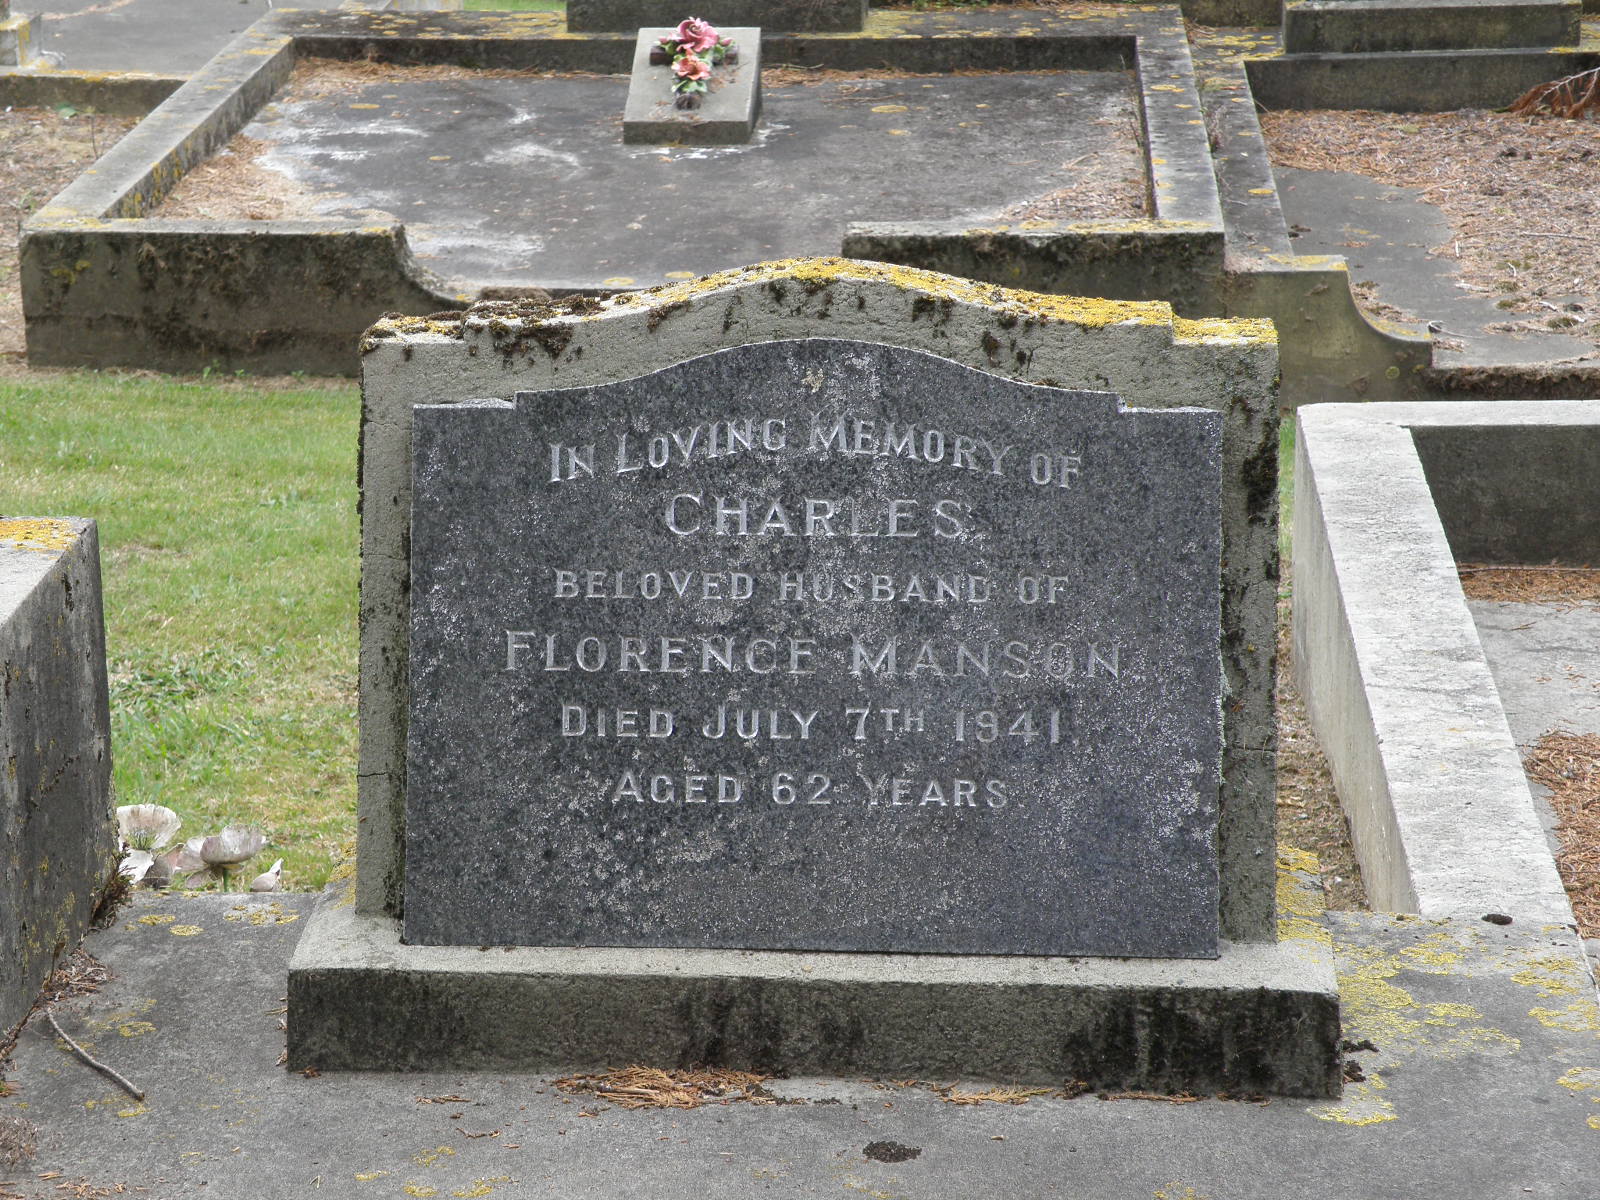 IN LOVING MEMORY OF
CHARLES
BELOVED HUSBAND OF
FLORENCE MANSON
DIED JULY 7TH 1941
AGED 62 YEARS